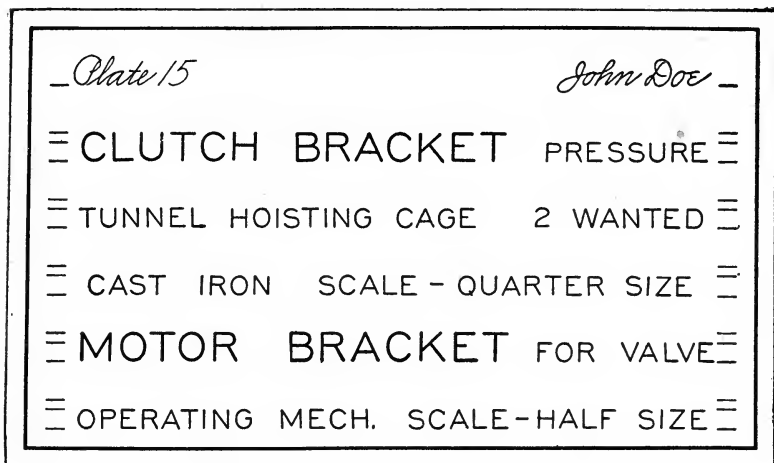 Plate 15 John Doe
CLUTCH BRACKET PRESSURE
TUNNEL HOISTING CAGE 2 WANTED
CAST IRON SCALE - QUARTER SIZE
MOTOR BRACKET FOR VALVE
OPERATING MECH. SCALE-HALF SIZE